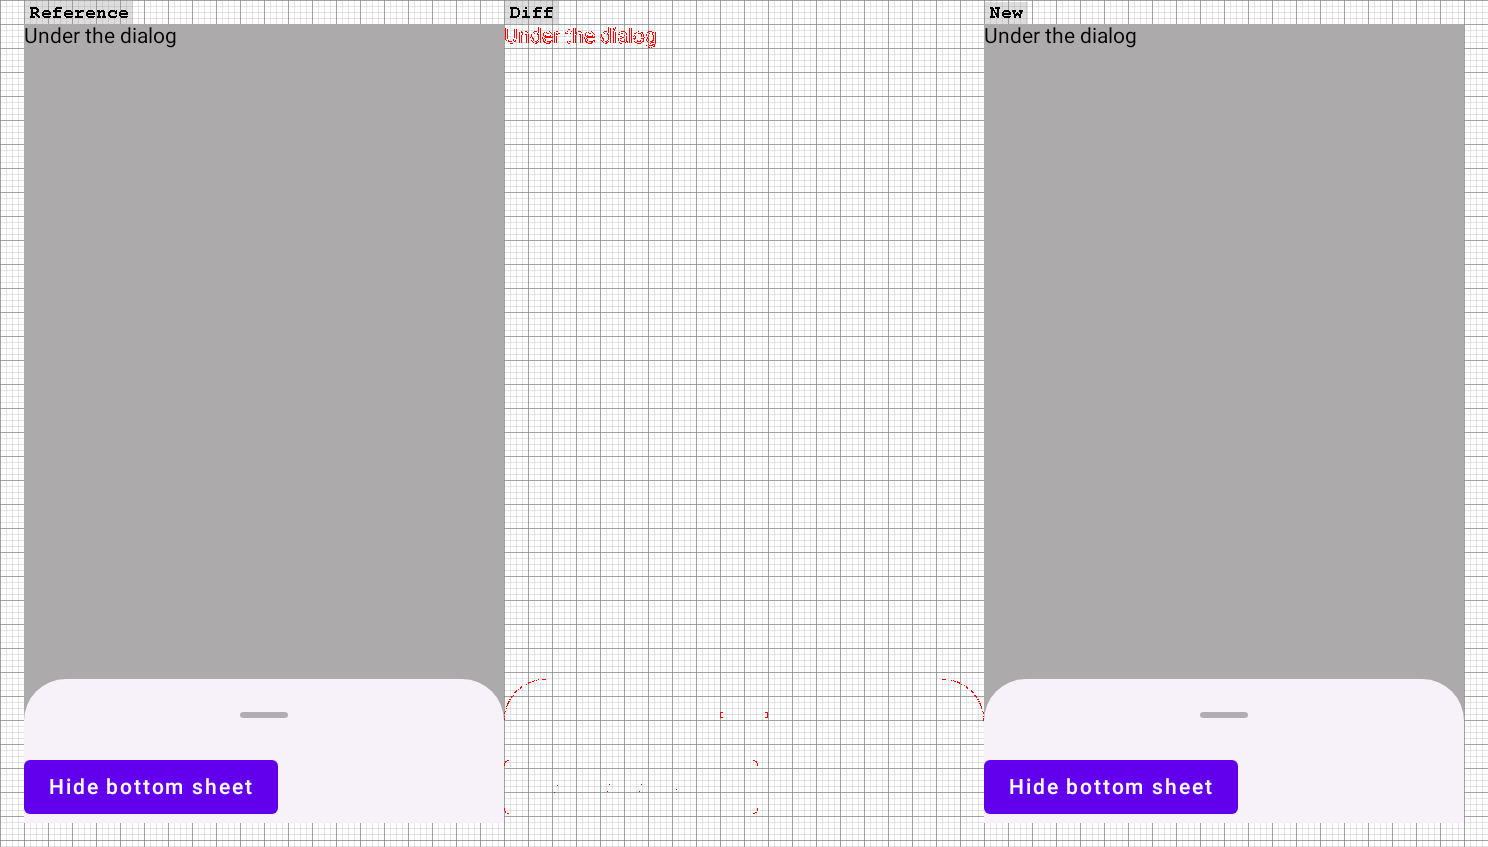 Reference
Diff
New
Under the dialog
Under the dialog
Under the dialog
Hide bottom sheet
Hide bottom sheet